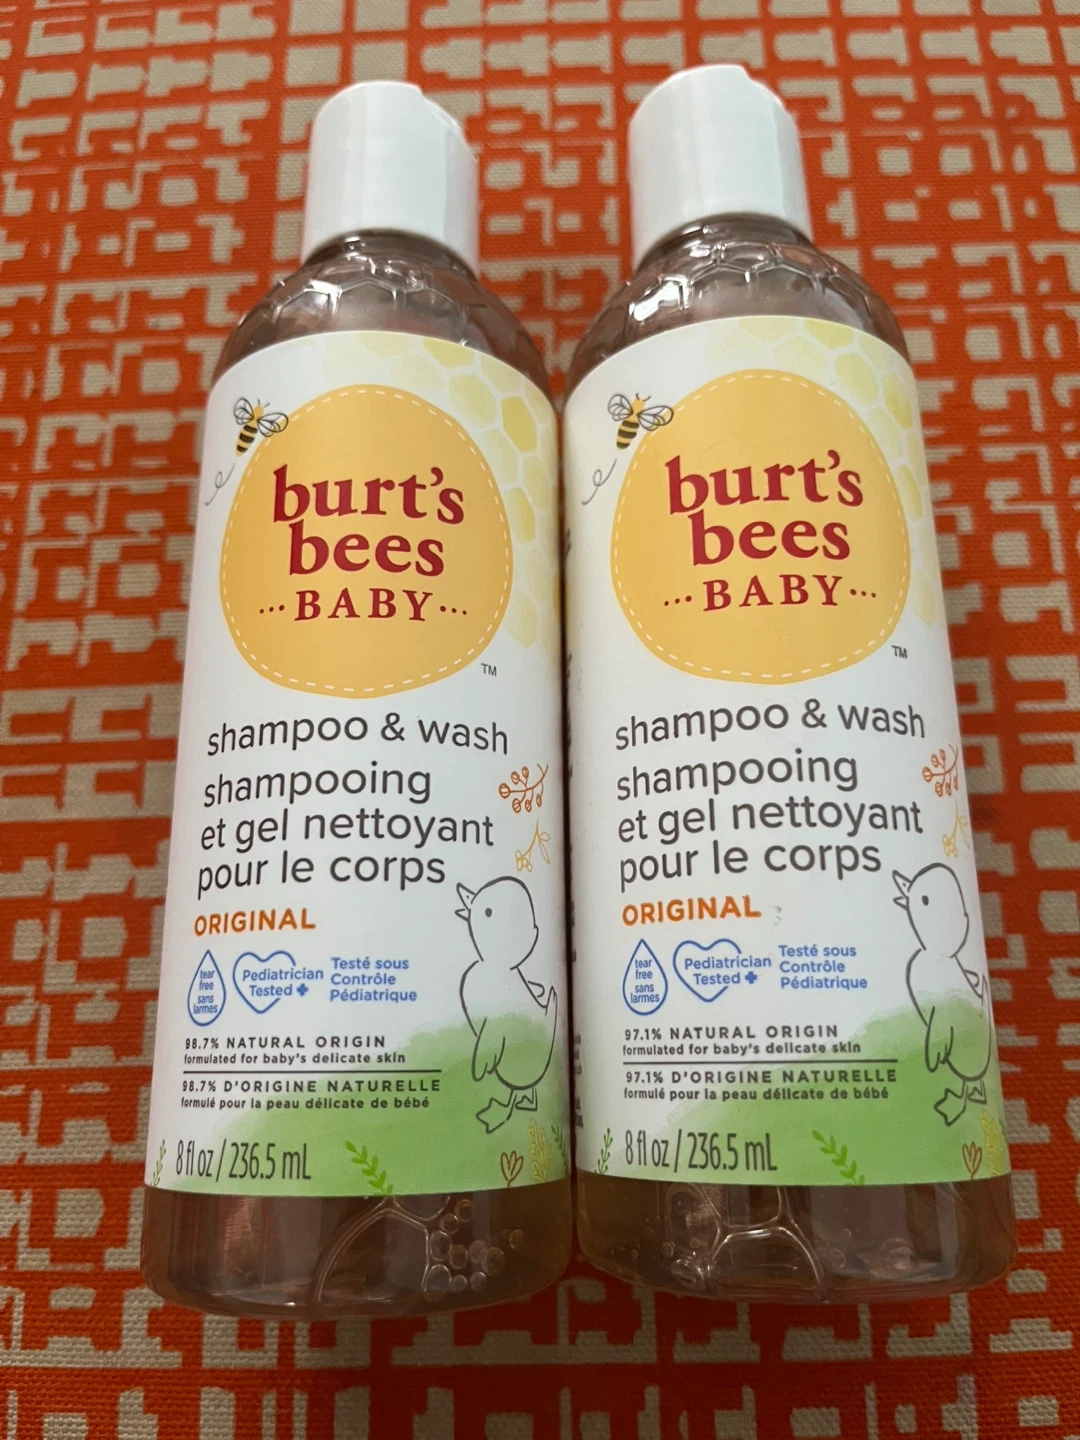 burt's
bees
...BABY...
TM
shampoo & wash
shampooing
et gel nettoyant
pour le corps
ORIGINAL
tear
free
sans
larmes
Pediatrician
Tested +
Testé sous
Contrôle
Pédiatrique
98.7% NATURAL ORIGIN
formulated for baby's delicate skin
98.7% D'ORIGINE NATURELLE
formulé pour la peau délicate de bébé
8 fl oz / 236.5 mL
burt's
bees
...BABY...
TM
shampoo & wash
shampooing
et gel nettoyant
pour le corps
ORIGINAL
tear
free
sans
larmes
Pediatrician
Tested +
Testé sous
Contrôle
Pédiatrique
97.1% NATURAL ORIGIN
formulated for baby's delicate skin
97.1% D'ORIGINE NATURELLE
formulé pour la peau délicate de bébé
8 fl oz / 236.5 mL